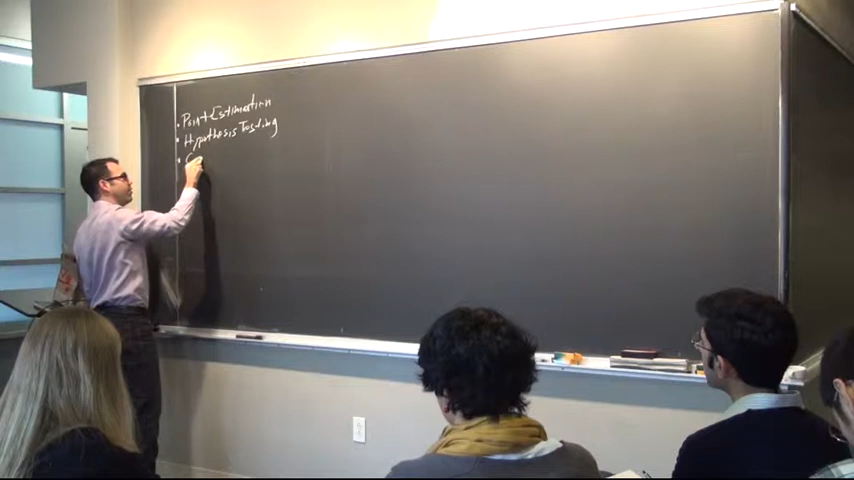 • Point Estimation
• Hypothesis Testing
• C